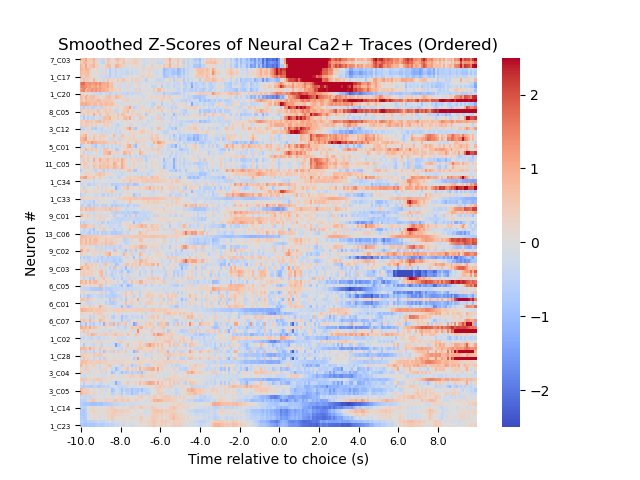 Smoothed Z-Scores of Neural Ca2+ Traces (Ordered)
Neuron #
7_C03
1_C17
1_C20
8_C05
3_C12
5_C01
11_C05
1_C34
1_C33
9_C01
13_C06
9_C02
9_C03
6_C05
6_C01
6_C07
1_C02
1_C28
3_C04
3_C05
1_C14
1_C23
-10.0 -8.0 -6.0 -4.0 -2.0 0.0 2.0 4.0 6.0 8.0
Time relative to choice (s)
2
1
0
−1
−2